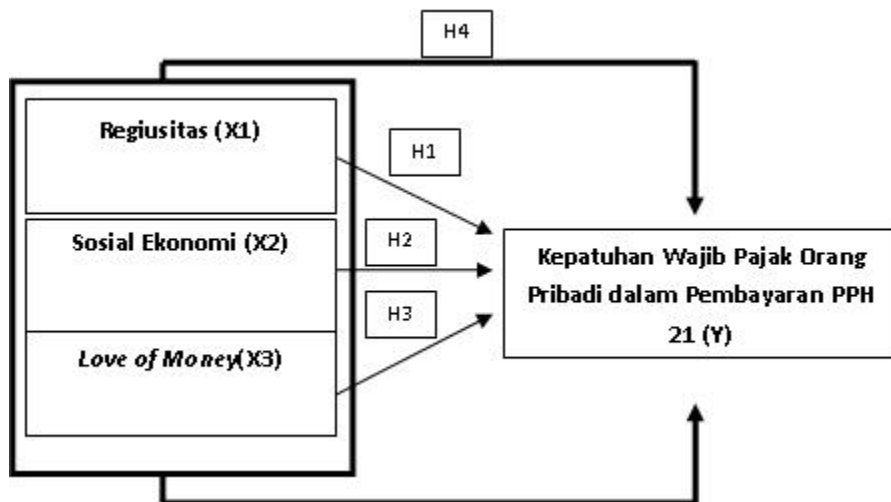 H4
Regiusitas (X1)
H1
Sosial Ekonomi (X2)
H2
H3
Love of Money(X3)
Kepatuhan Wajib Pajak Orang
Pribadi dalam Pembayaran PPH
21 (Y)